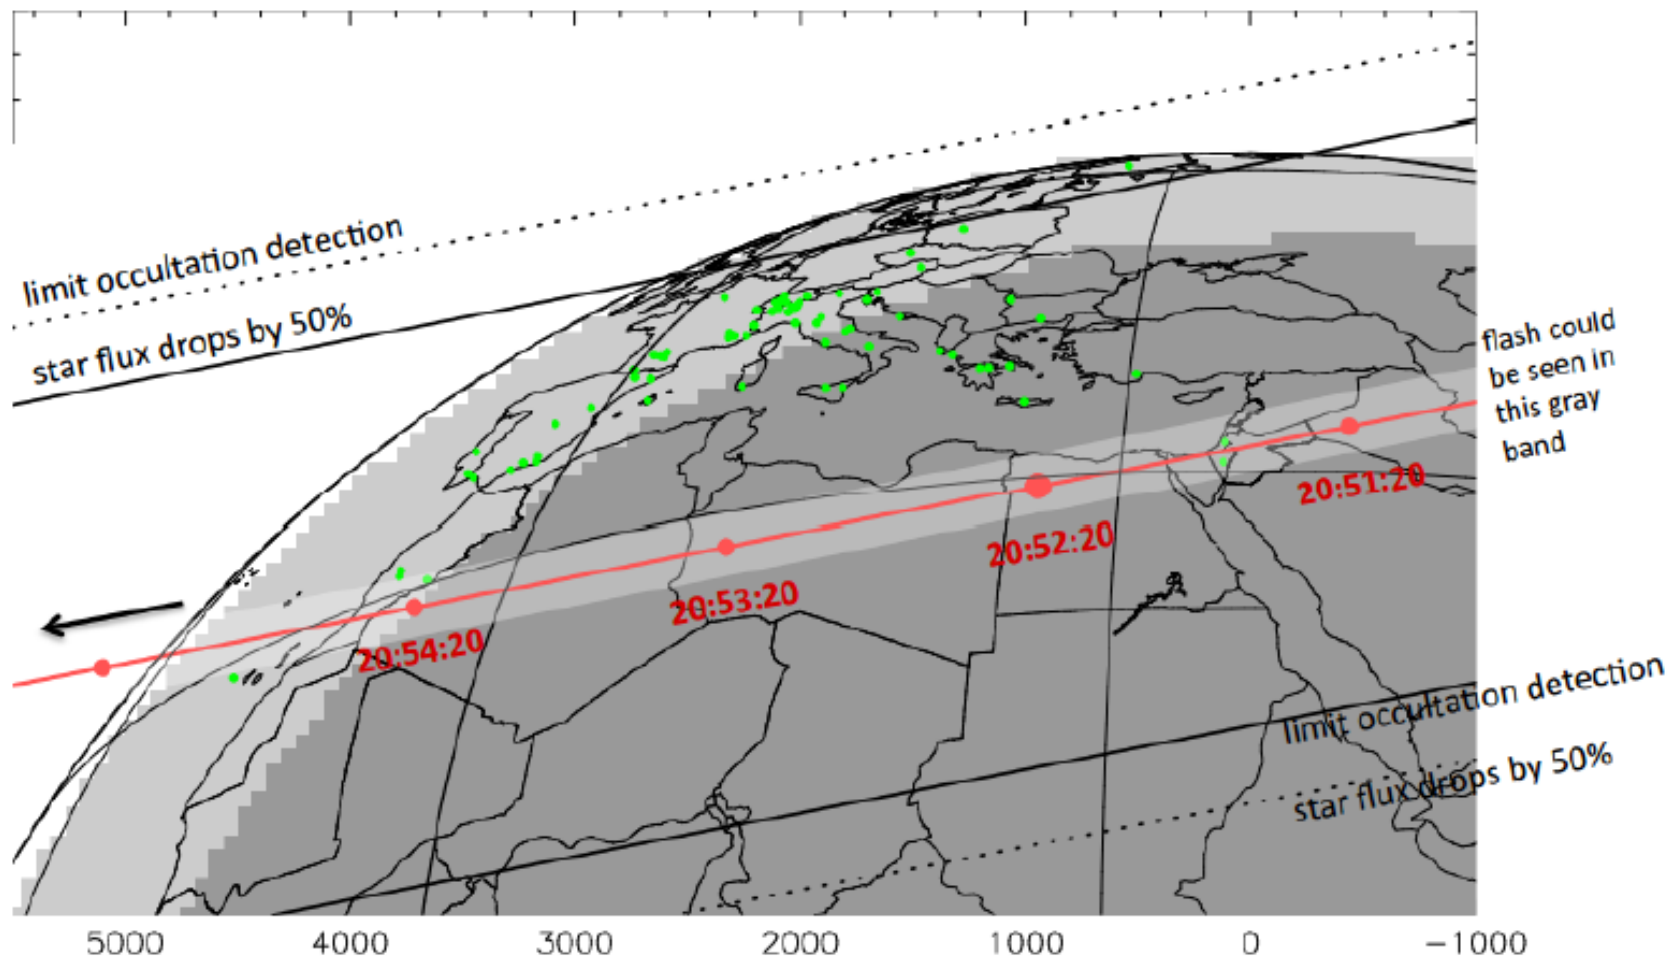 limit occultation detection
star flux drops by 50%
flash could
be seen in
this gray
band
20:51:20
20:52:20
20:53:20
20:54:20
limit occultation detection
star flux drops by 50%
5000 4000 3000 2000 1000 0 −1000